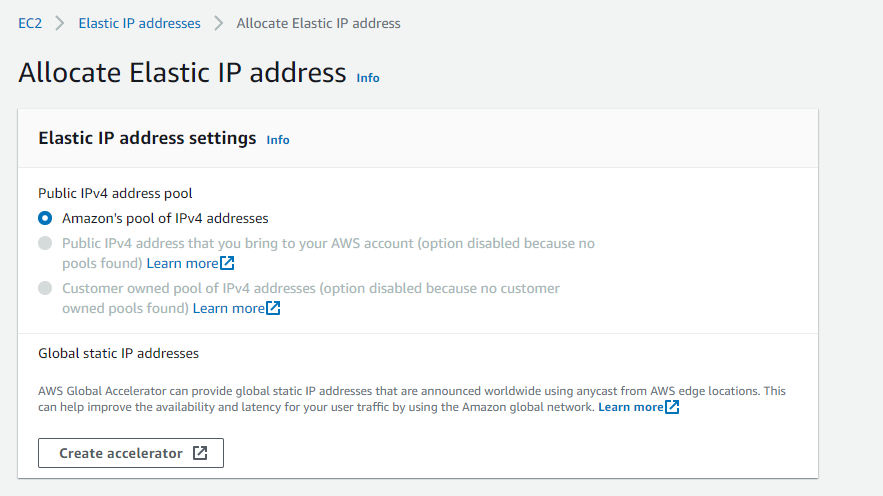 EC2 > Elastic IP addresses > Allocate Elastic IP address
Allocate Elastic IP address Info
Elastic IP address settings Info
Public IPv4 address pool
Amazon's pool of IPv4 addresses
Public IPv4 address that you bring to your AWS account (option disabled because no
pools found) Learn more
Customer owned pool of IPv4 addresses (option disabled because no customer
owned pools found) Learn more
Global static IP addresses
AWS Global Accelerator can provide global static IP addresses that are announced worldwide using anycast from AWS edge locations. This
can help improve the availability and latency for your user traffic by using the Amazon global network. Learn more
Create accelerator